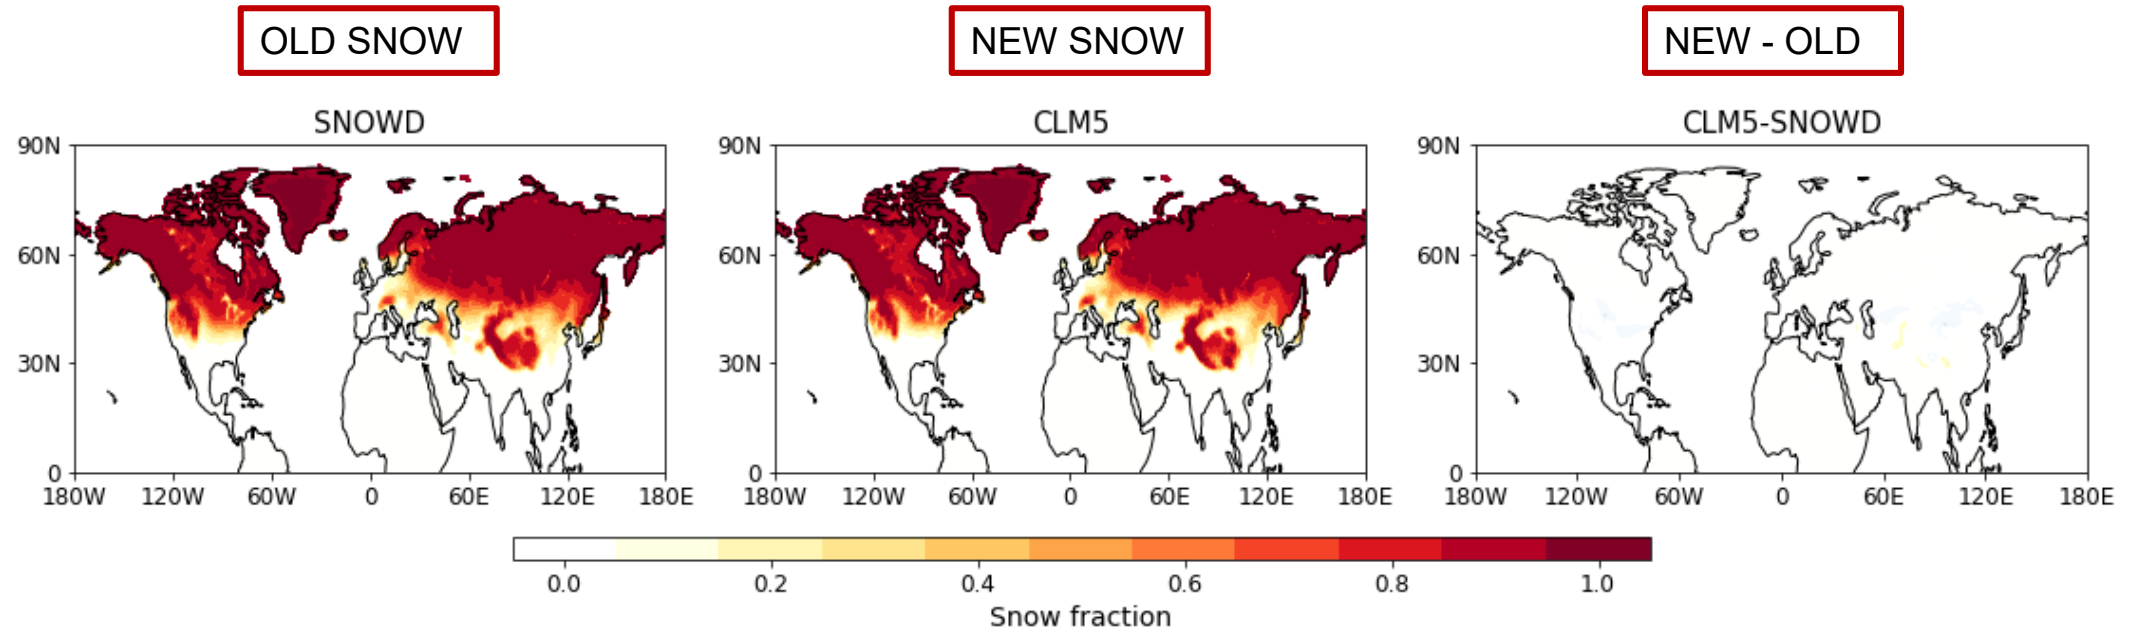 OLD SNOW
NEW SNOW
NEW - OLD
SNOWD
CLM5
CLM5-SNOWD
90N
60N
30N
0
180W 120W 60W 0 60E 120E 180E
90N
60N
30N
0
180W 120W 60W 0 60E 120E 180E
90N
60N
30N
0
180W 120W 60W 0 60E 120E 180E
0.0 0.2 0.4 0.6 0.8 1.0
Snow fraction